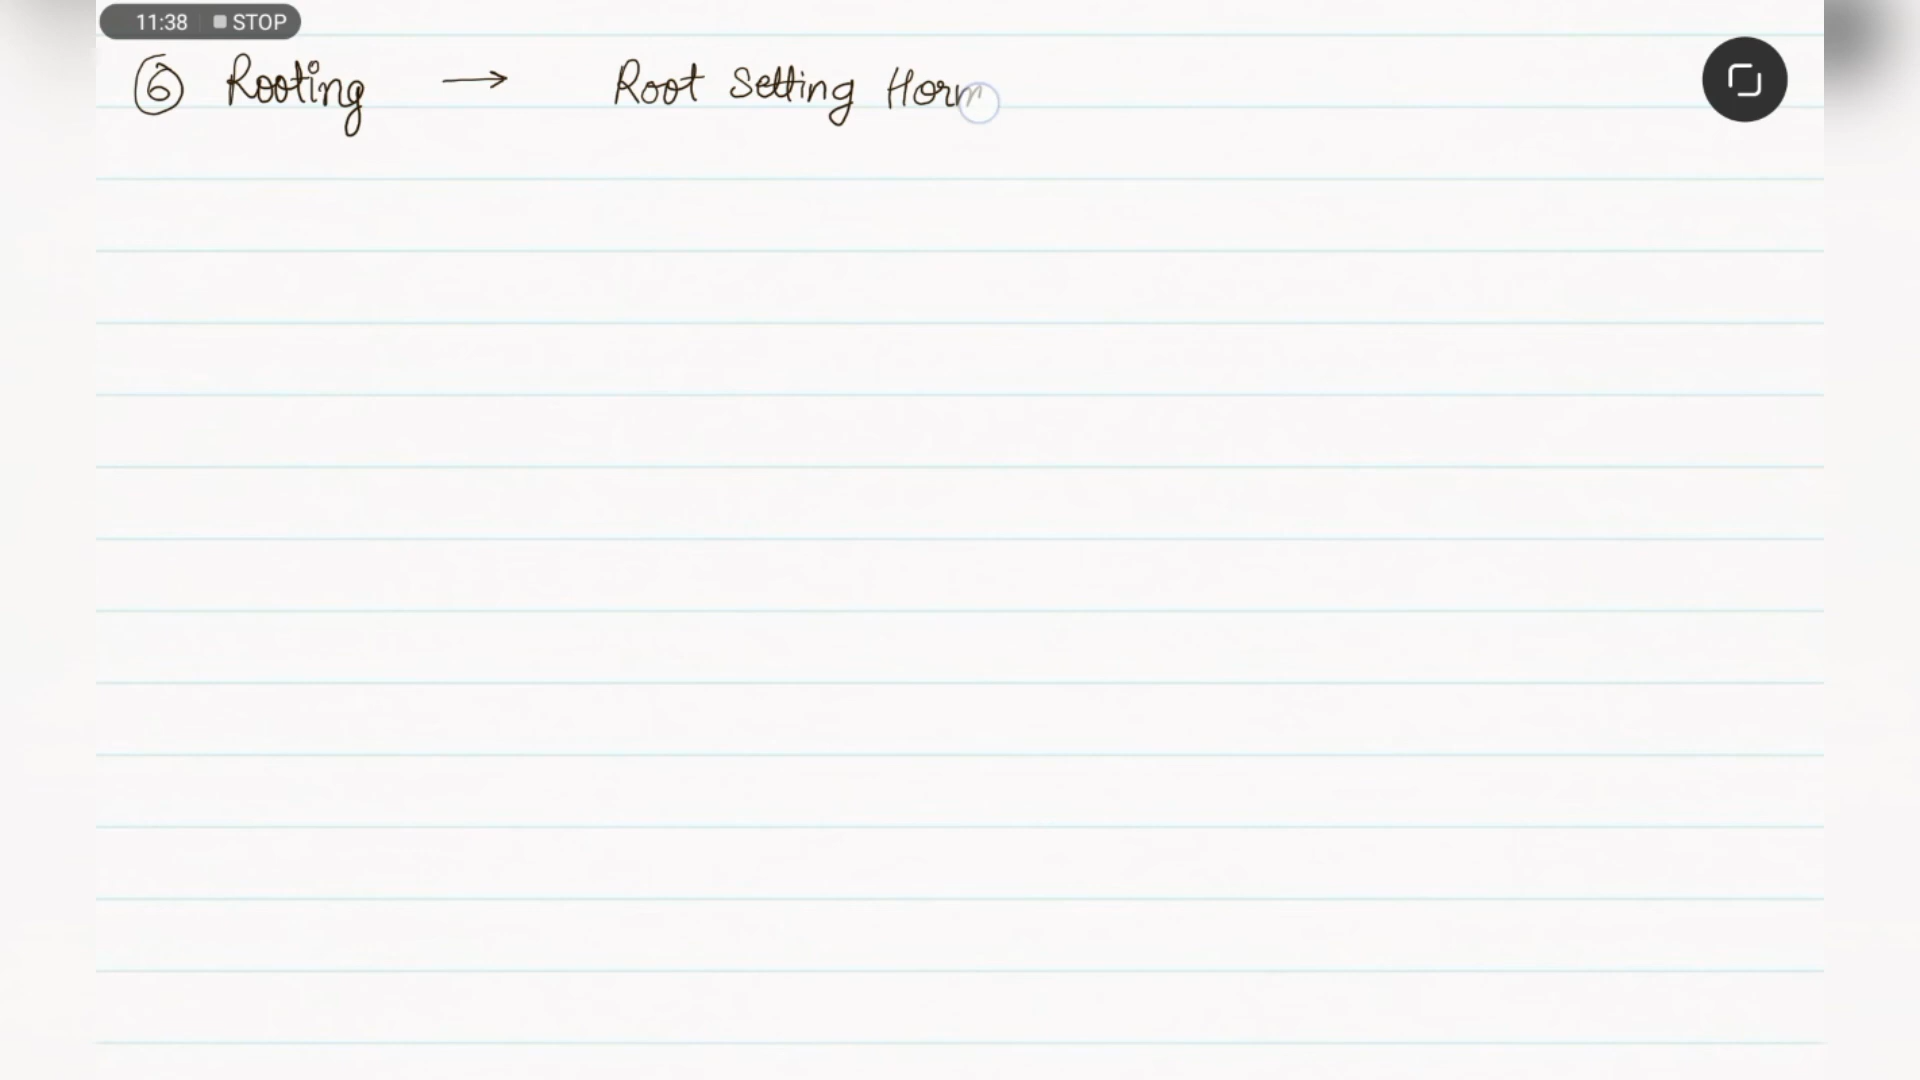 11:38 STOP
⑥ Rooting → Root Setting Horm